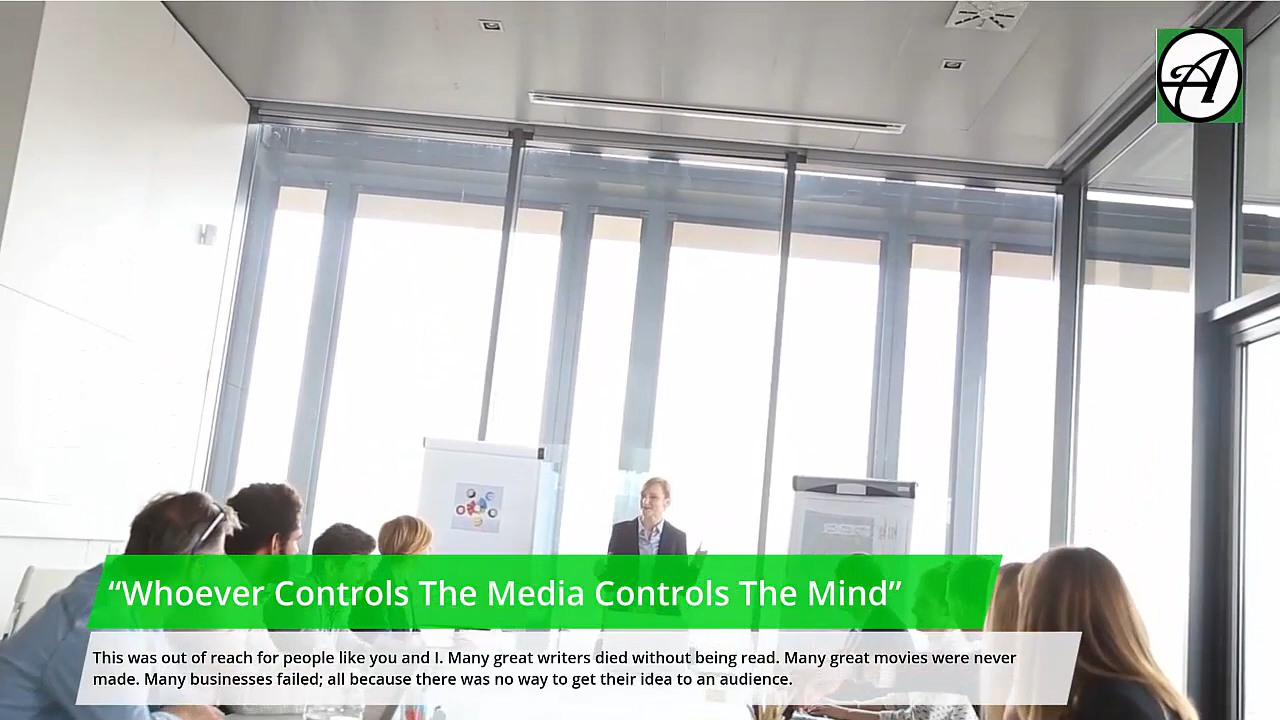 A
“Whoever Controls The Media Controls The Mind”
This was out of reach for people like you and I. Many great writers died without being read. Many great movies were never
made. Many businesses failed; all because there was no way to get their idea to an audience.